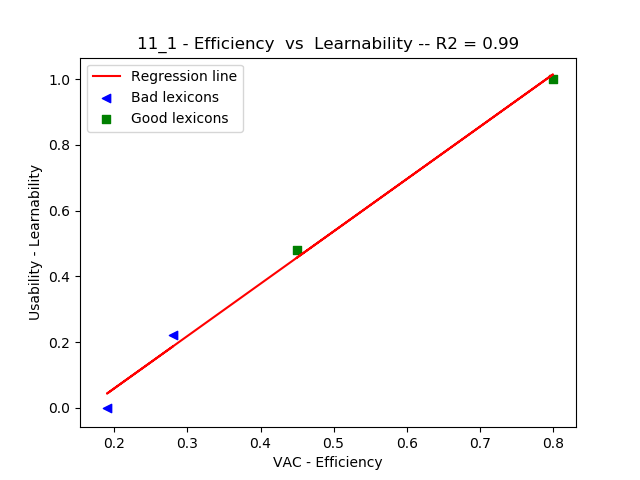 11_1 - Efficiency  vs  Learnability -- R2 = 0.99
Regression line
Bad lexicons
Good lexicons
1.0
0.8
0.6
0.4
0.2
0.0
Usability - Learnability
0.2 0.3 0.4 0.5 0.6 0.7 0.8
VAC - Efficiency